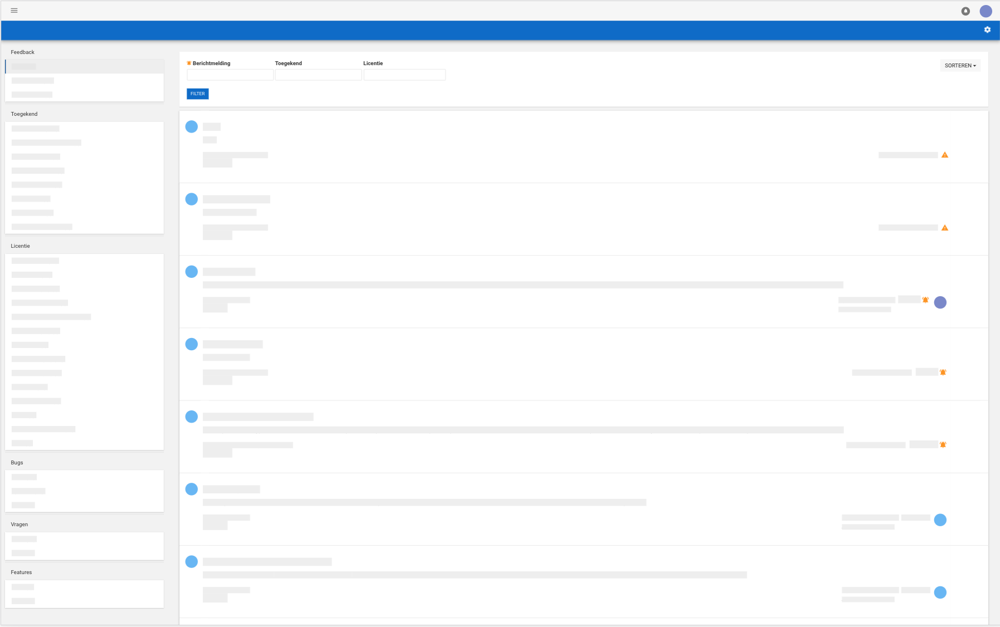 Feedback
Toegekend
Licentie
Bugs
Vragen
Features
Berichtmelding
Toegekend
Licentie
FILTER
SORTEREN